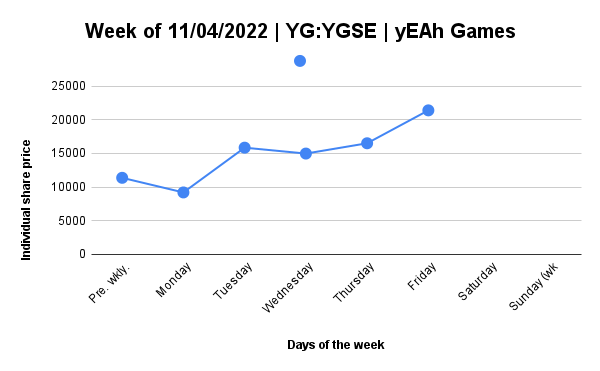 Week of 11/04/2022 | YG:YGSE | yEAh Games
25000
20000
15000
10000
5000
0
Individual share price
Pre. wkly.
Monday
Tuesday
Wednesday
Thursday
Friday
Saturday
Sunday (wk
Days of the week